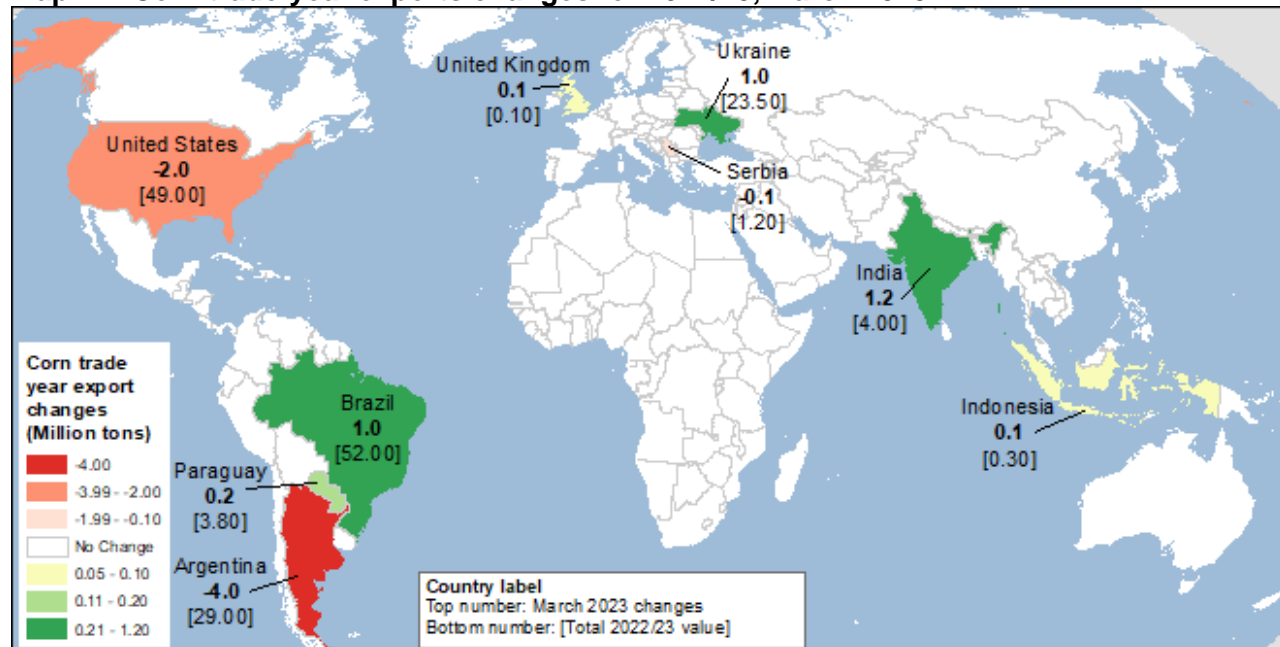 United Kingdom
0.1
[0.10]
Ukraine
1.0
[23.50]
United States
-2.0
[49.00]
Serbia
-0.1
[1.20]
India
1.2
[4.00]
Indonesia
0.1
[0.30]
Brazil
1.0
[52.00]
Paraguay
0.2
[3.80]
Argentina
-4.0
[29.00]
Corn trade
year export
changes
(Million tons)
-4.00
-3.99 - -2.00
-1.99 - -0.10
No Change
0.05 - 0.10
0.11 - 0.20
0.21 - 1.20
Country label
Top number: March 2023 changes
Bottom number: [Total 2022/23 value]